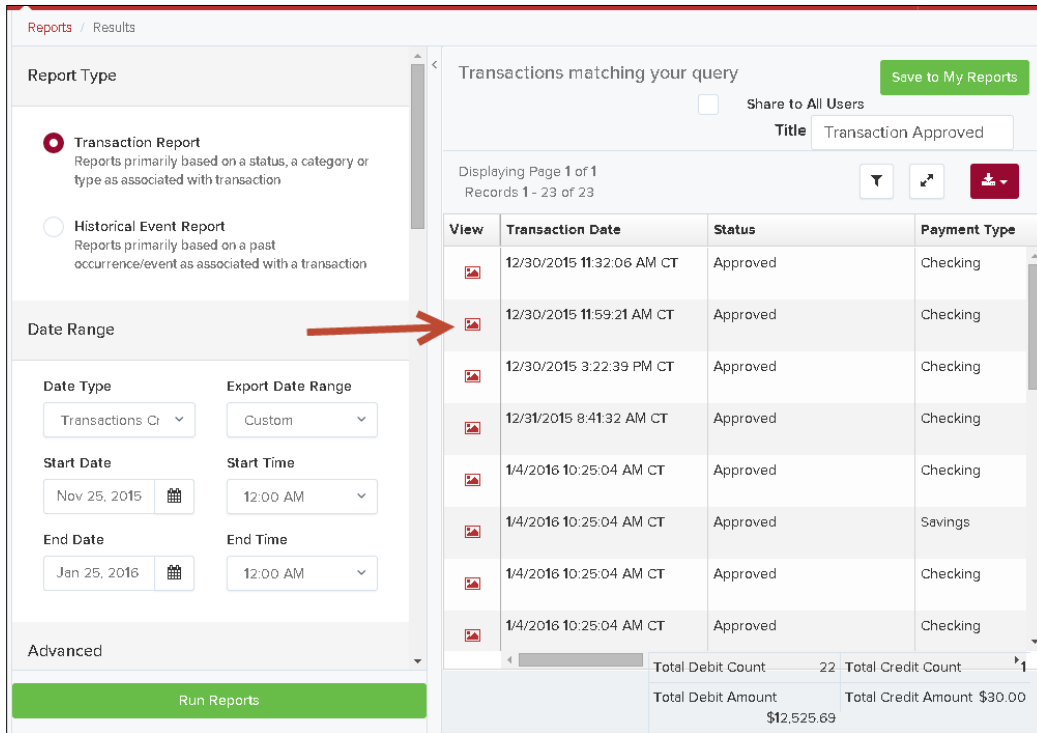 Reports / Results
Report Type
Transaction Report
Reports primarily based on a status, a category or
type as associated with transaction
Historical Event Report
Reports primarily based on a past
occurrence/event as associated with a transaction
Date Range
Date Type
Export Date Range
Transactions Cr
Custom
Start Date
Start Time
Nov 25, 2015
12:00 AM
End Date
End Time
Jan 25, 2016
12:00 AM
Advanced
Run Reports
Transactions matching your query
Save to My Reports
Share to All Users
Title Transaction Approved
Displaying Page 1 of 1
Records 1 - 23 of 23
View Transaction Date Status Payment Type
12/30/2015 11:32:06 AM CT Approved Checking
12/30/2015 11:59:21 AM CT Approved Checking
12/30/2015 3:22:39 PM CT Approved Checking
12/31/2015 8:41:32 AM CT Approved Checking
1/4/2016 10:25:04 AM CT Approved Checking
1/4/2016 10:25:04 AM CT Approved Savings
1/4/2016 10:25:04 AM CT Approved Checking
1/4/2016 10:25:04 AM CT Approved Checking
Total Debit Count 22 Total Credit Count 1
Total Debit Amount Total Credit Amount $30.00
$12,525.69